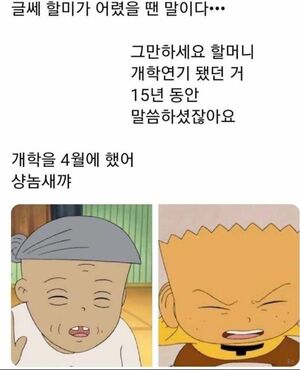 글쎄 할미가 어렸을 땐 말이다•••
그만하세요 할머니
개학연기 됐던 거
15년 동안
말씀하셨잖아요
개학을 4월에 했어
샹놈새꺄